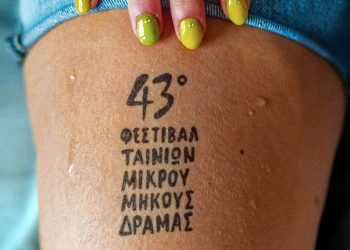 43°
ΦΕΣΤΙΒΑΛ
ΤΑΙΝΙΩΝ
ΜΙΚΡΟΥ
ΜΗΚΟΥΣ
ΔΡΑΜΑΣ